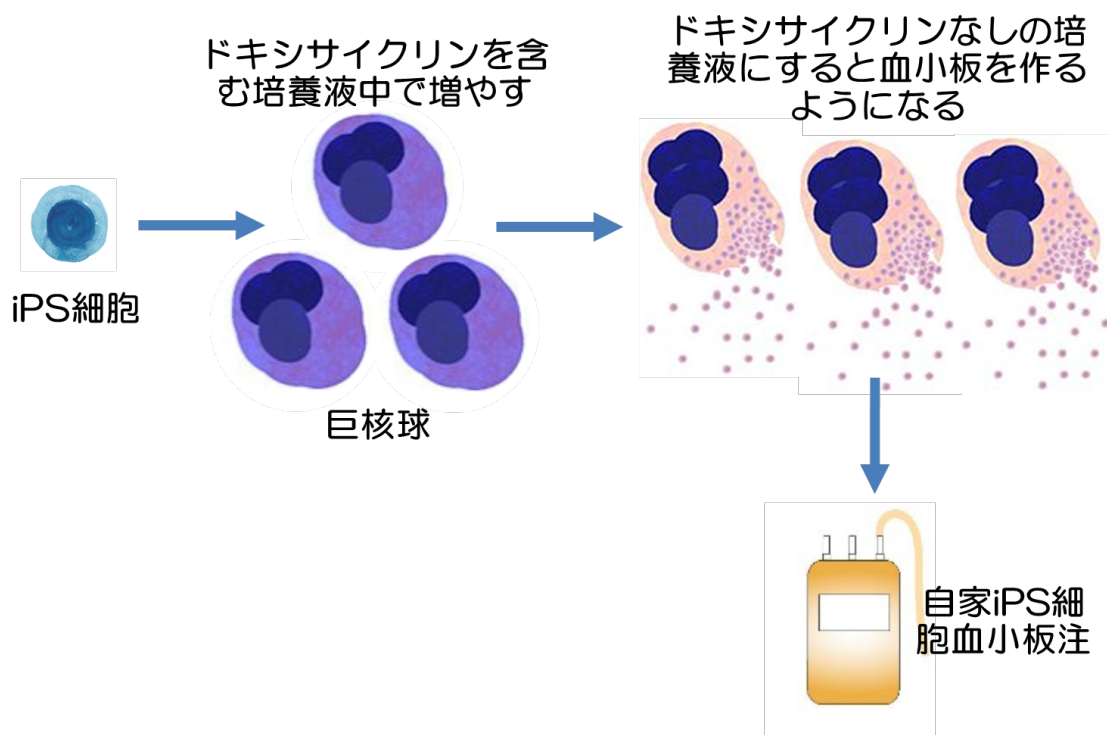 ドキシサイクリンを含
む培養液中で増やす
ドキシサイクリンなしの培
養液にすると血小板を作る
ようになる
iPS細胞
巨核球
自家iPS細
胞血小板注